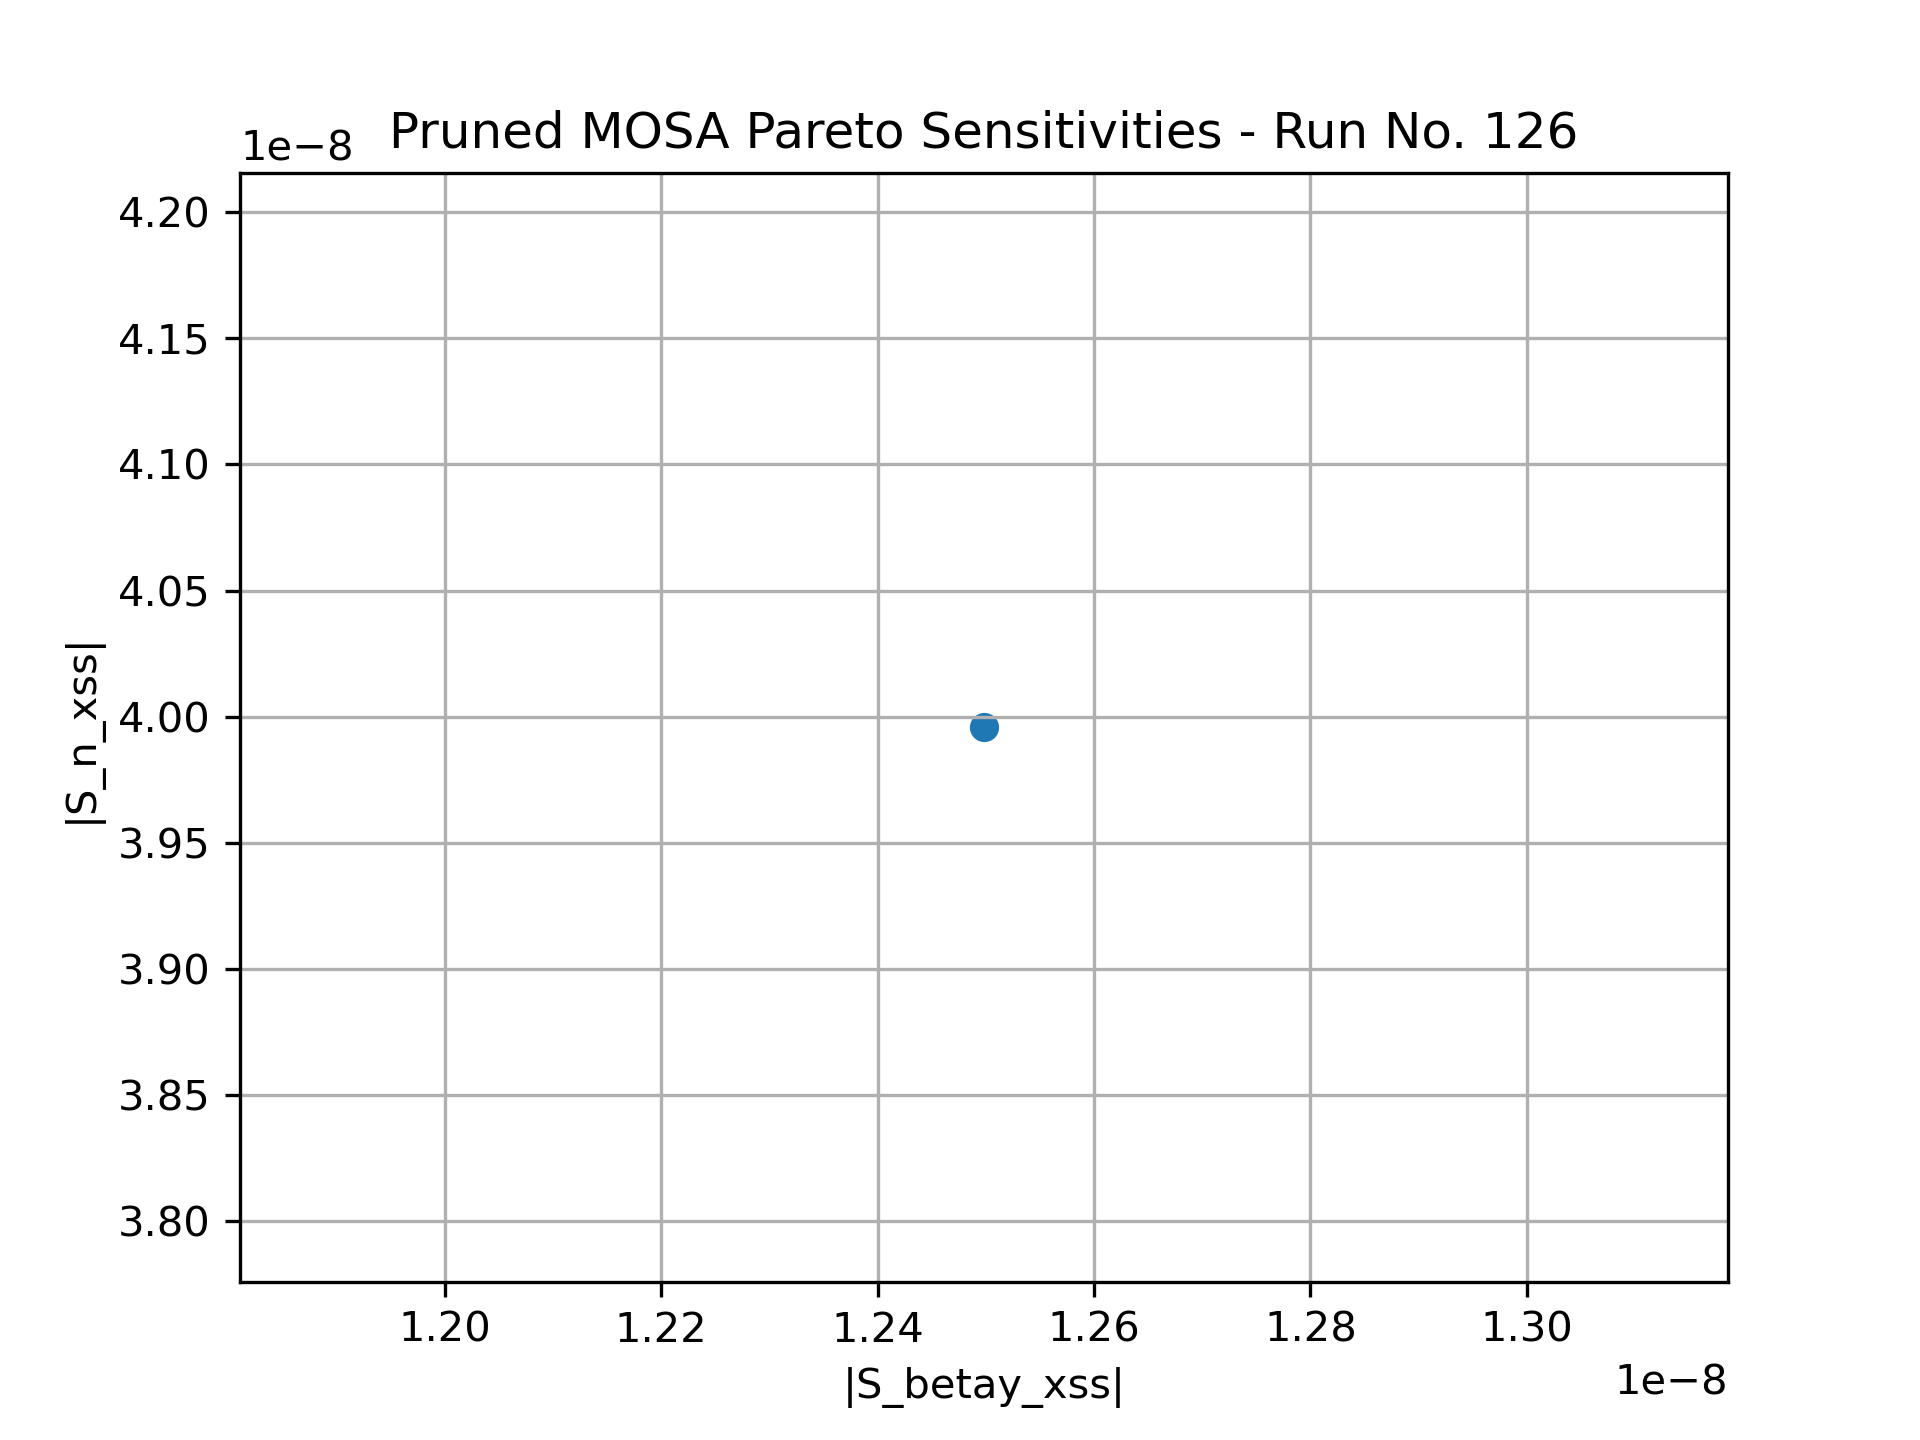 Pruned MOSA Pareto Sensitivities - Run No. 126
1e−8
4.20
4.15
4.10
4.05
4.00
3.95
3.90
3.85
3.80
|S_n_xss|
1.20 1.22 1.24 1.26 1.28 1.30
|S_betay_xss|
1e−8